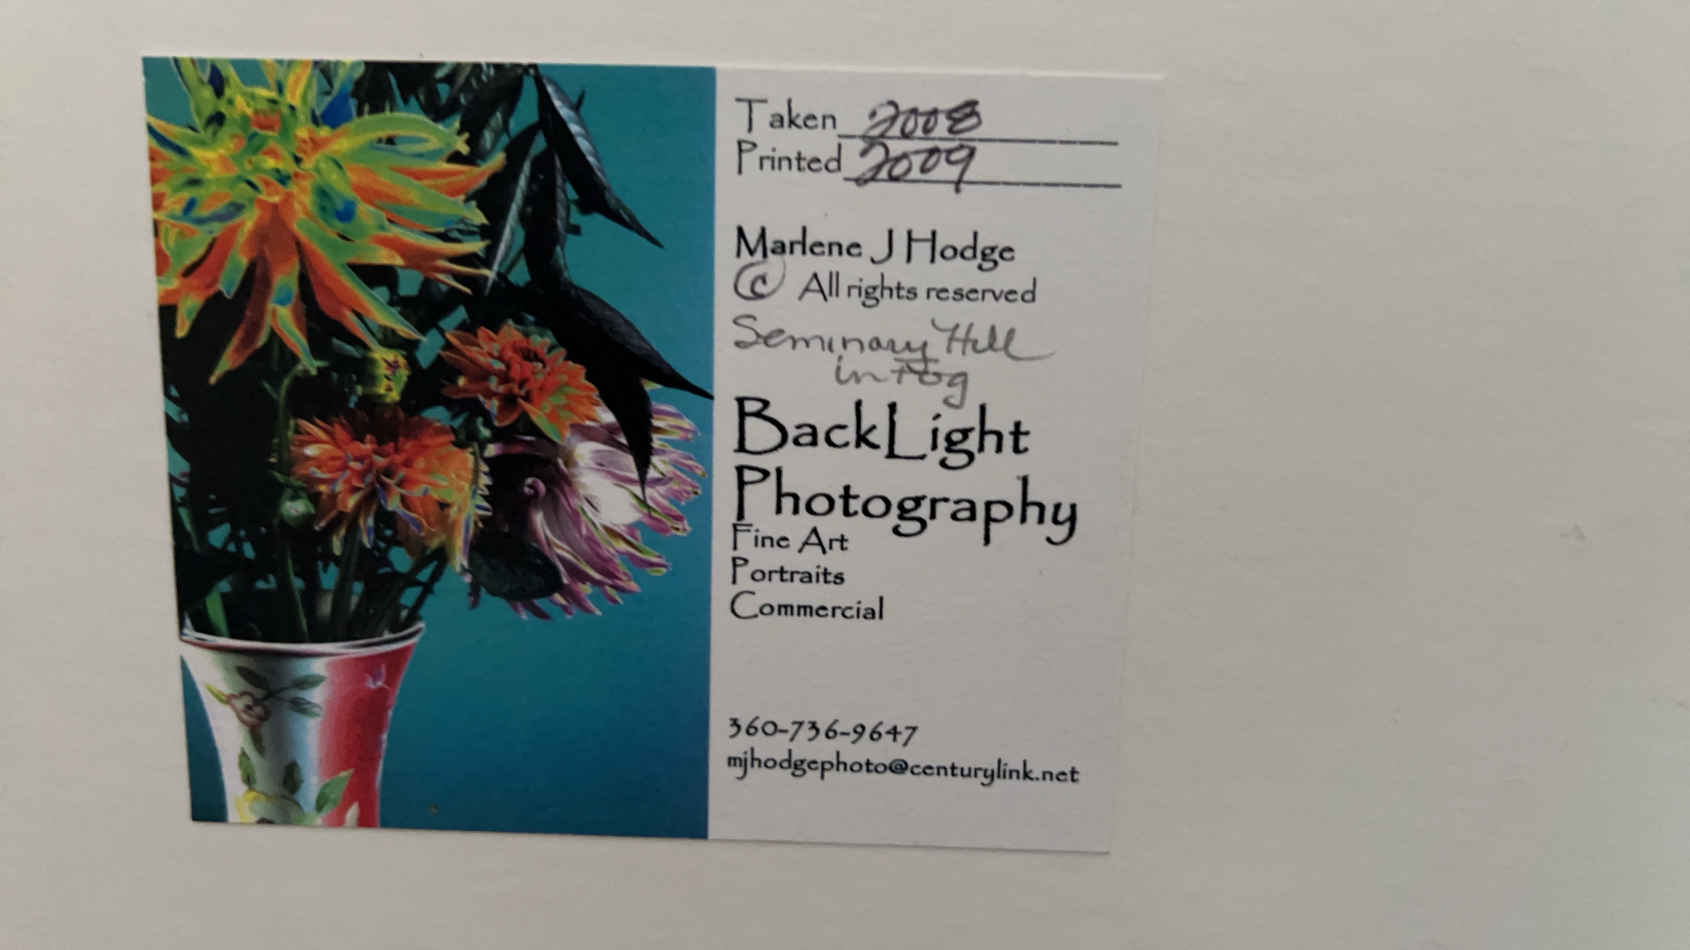 Taken 2008
Printed 2009
Marlene J Hodge
© All rights reserved
Seminary Hill
in Fog
BackLight
Photography
Fine Art
Portraits
Commercial
360-736-9647
mjhodgephoto@centurylink.net